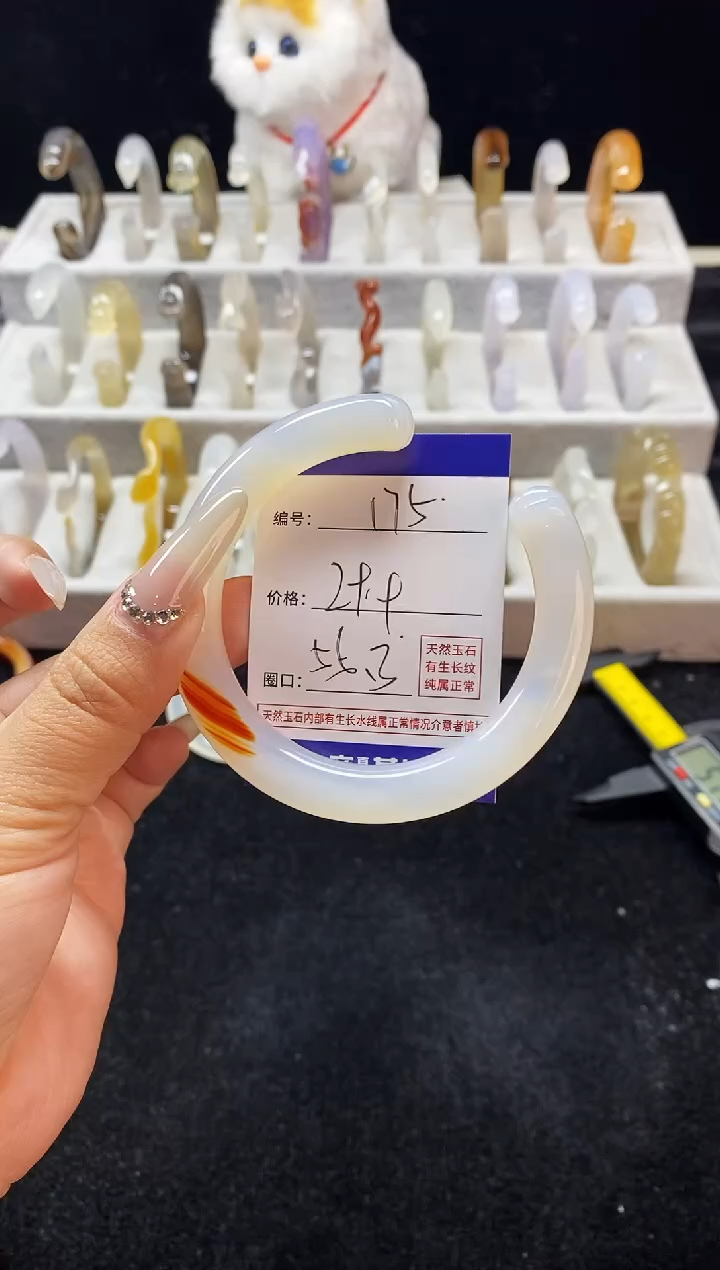 编号: 175
价格:
圈口: 56.3
天然玉石
有生长纹
纯属正常
天然玉石内部有生长水线属正常情况介意者慎